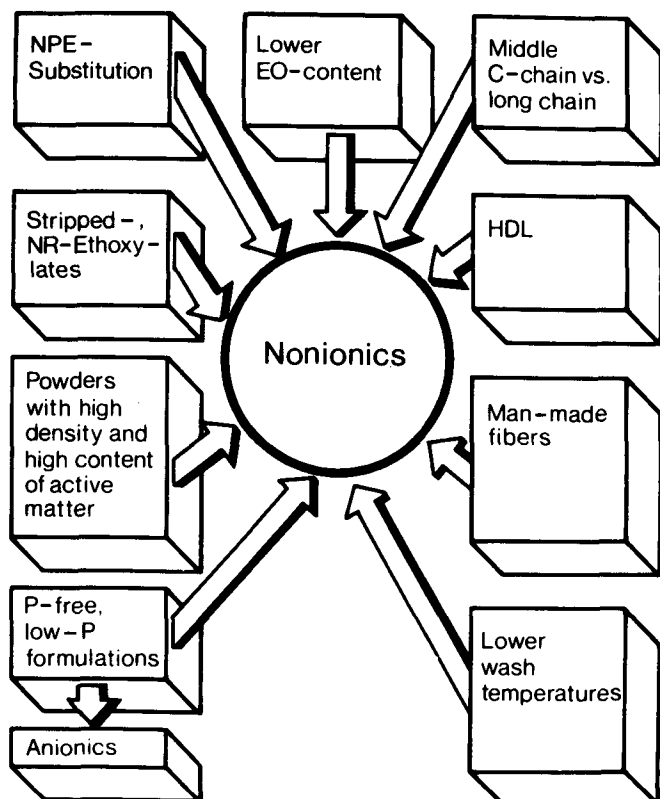 NPE-
Substitution
Lower
EO-content
Middle
C-chain vs.
long chain
Stripped-,
NR-Ethoxy-
lates
HDL
Nonionics
Powders
with high
density and
high content
of active
matter
Man-made
fibers
P-free,
low-P
formulations
Lower
wash
temperatures
Anionics